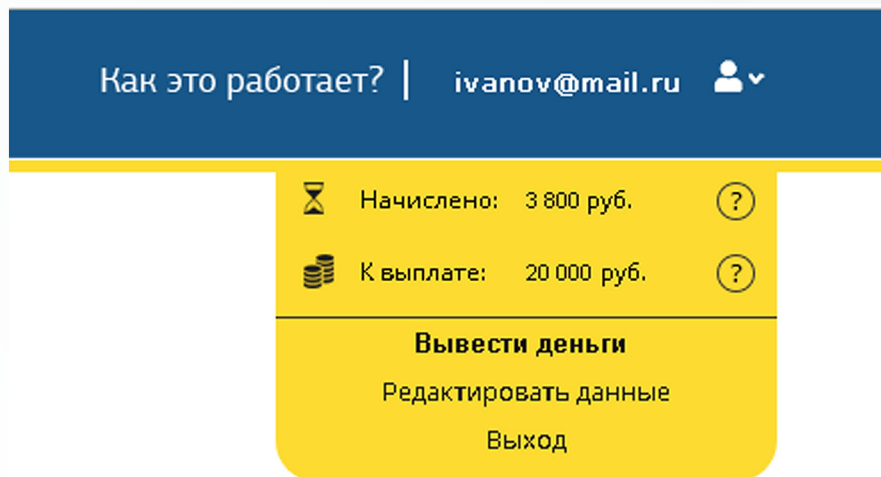 Как это работает? | ivanov@mail.ru
Начислено: 3 800 руб. ?
К выплате: 20 000 руб. ?
Вывести деньги
Редактировать данные
Выход